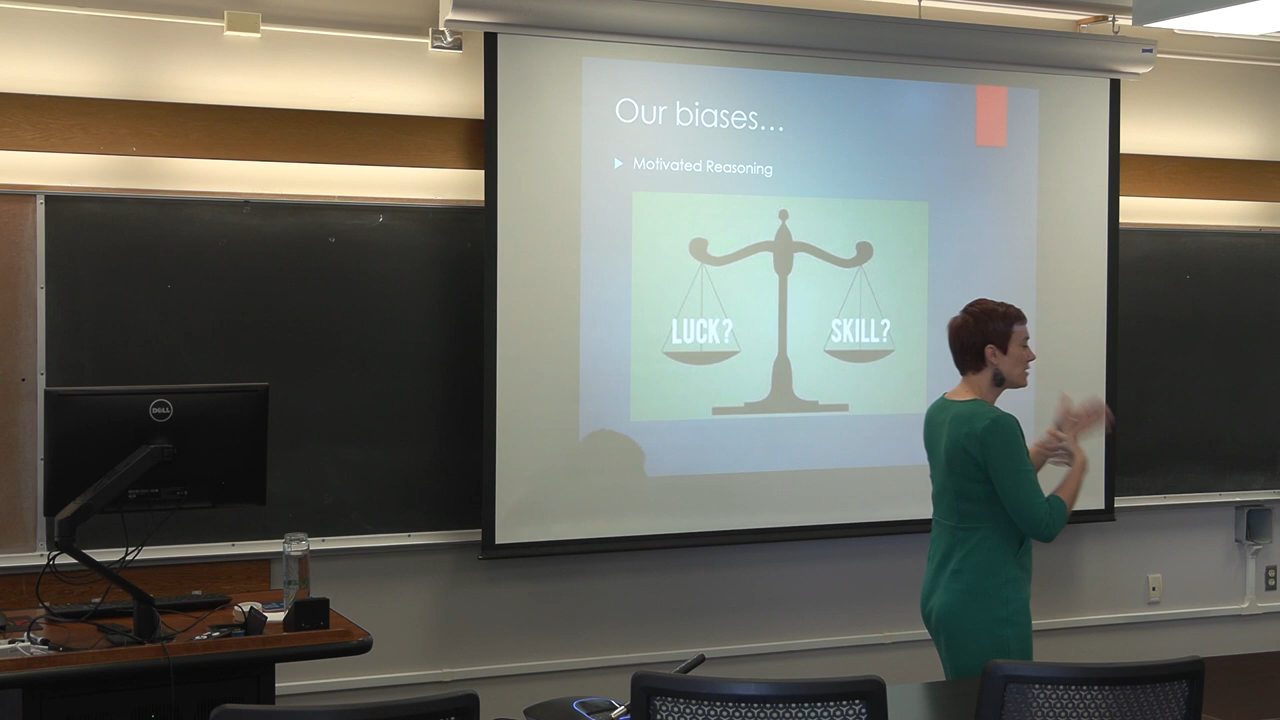 Our biases...
Motivated Reasoning
LUCK?
SKILL?
DELL